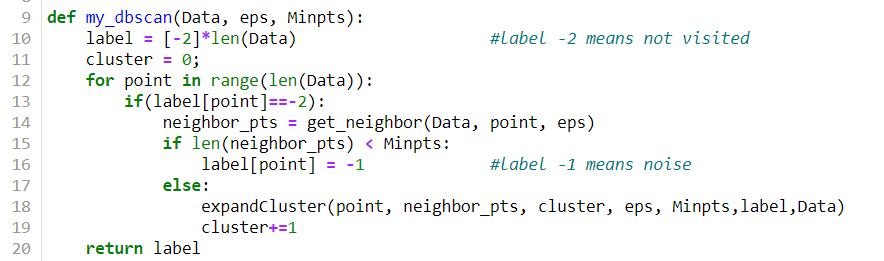 9 def my_dbscan(Data, eps, Minpts):
10 label = [-2]*len(Data) #label -2 means not visited
11 cluster = 0;
12 for point in range(len(Data)):
13 if(label[point]==-2):
14 neighbor_pts = get_neighbor(Data, point, eps)
15 if len(neighbor_pts) < Minpts:
16 label[point] = -1 #label -1 means noise
17 else:
18 expandCluster(point, neighbor_pts, cluster, eps, Minpts,label,Data)
19 cluster+=1
20 return label